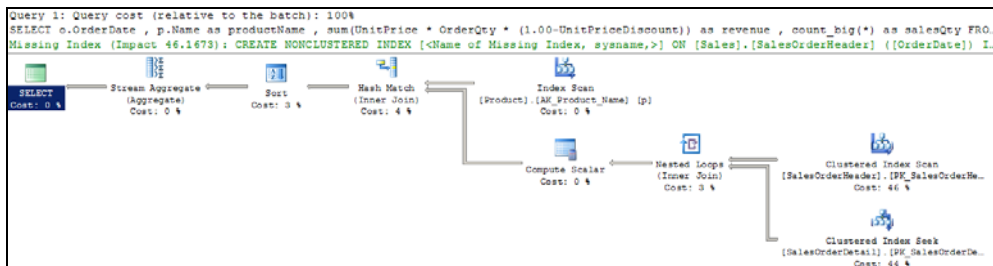 Query 1: Query cost (relative to the batch): 100%
SELECT o.OrderDate , p.Name as productName , sum(UnitPrice * OrderQty * (1.00-UnitPriceDiscount)) as revenue , count_big(*) as salesQty FRO…
Missing Index (Impact 46.1673): CREATE NONCLUSTERED INDEX [<Name of Missing Index, sysname,>] ON [Sales].[SalesOrderHeader] ([OrderDate]) I…
SELECT
Cost: 0 %
Stream Aggregate
(Aggregate)
Cost: 0 %
Sort
Cost: 3 %
Hash Match
(Inner Join)
Cost: 4 %
Index Scan
[Product].[AK_Product_Name] [p]
Cost: 0 %
Compute Scalar
Cost: 0 %
Nested Loops
(Inner Join)
Cost: 3 %
Clustered Index Scan
[SalesOrderHeader].[PK_SalesOrderHe…
Cost: 46 %
Clustered Index Seek
[SalesOrderDetail].[PK_SalesOrderDe…
Cost: 44 %